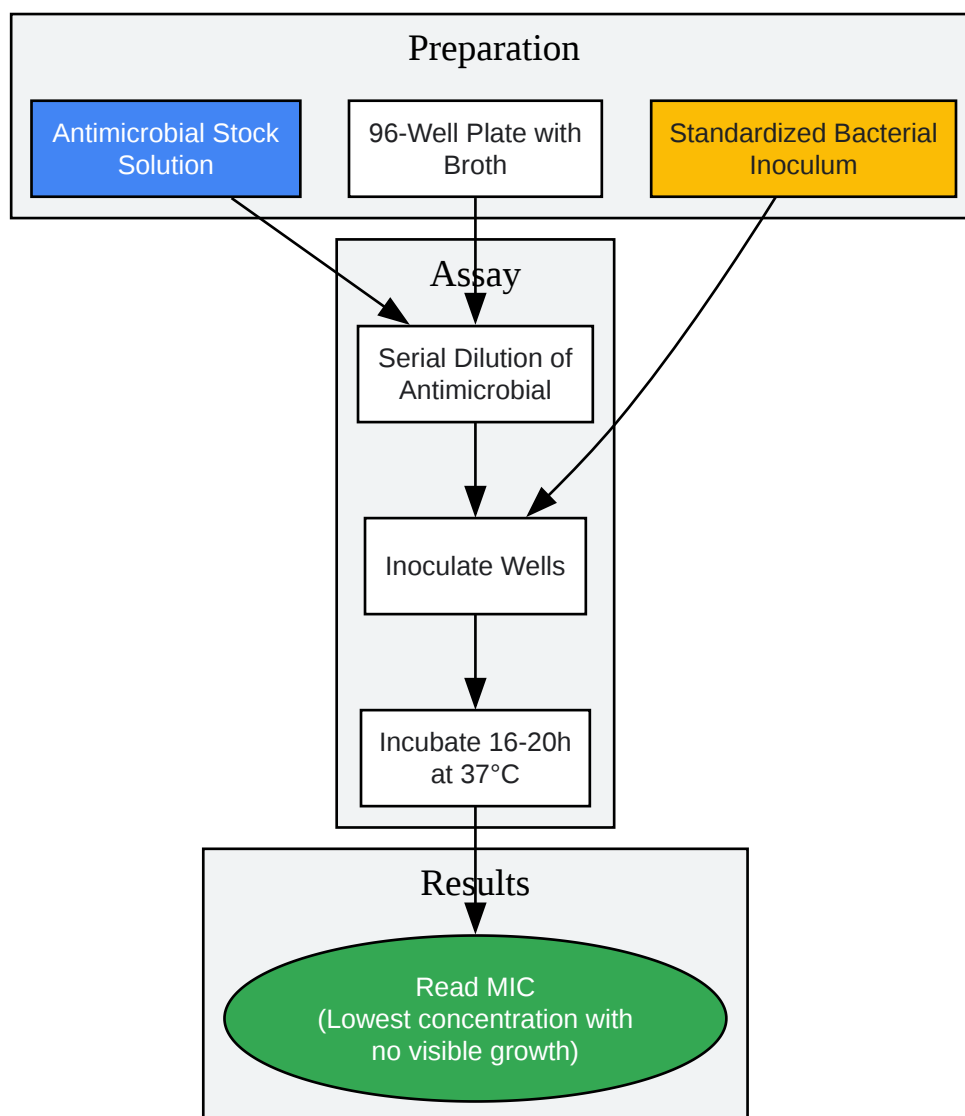 Preparation
Antimicrobial Stock
Solution
96-Well Plate with
Broth
Standardized Bacterial
Inoculum
Assay
Serial Dilution of
Antimicrobial
Inoculate Wells
Incubate 16-20h
at 37°C
Results
Read MIC
(Lowest concentration with
no visible growth)